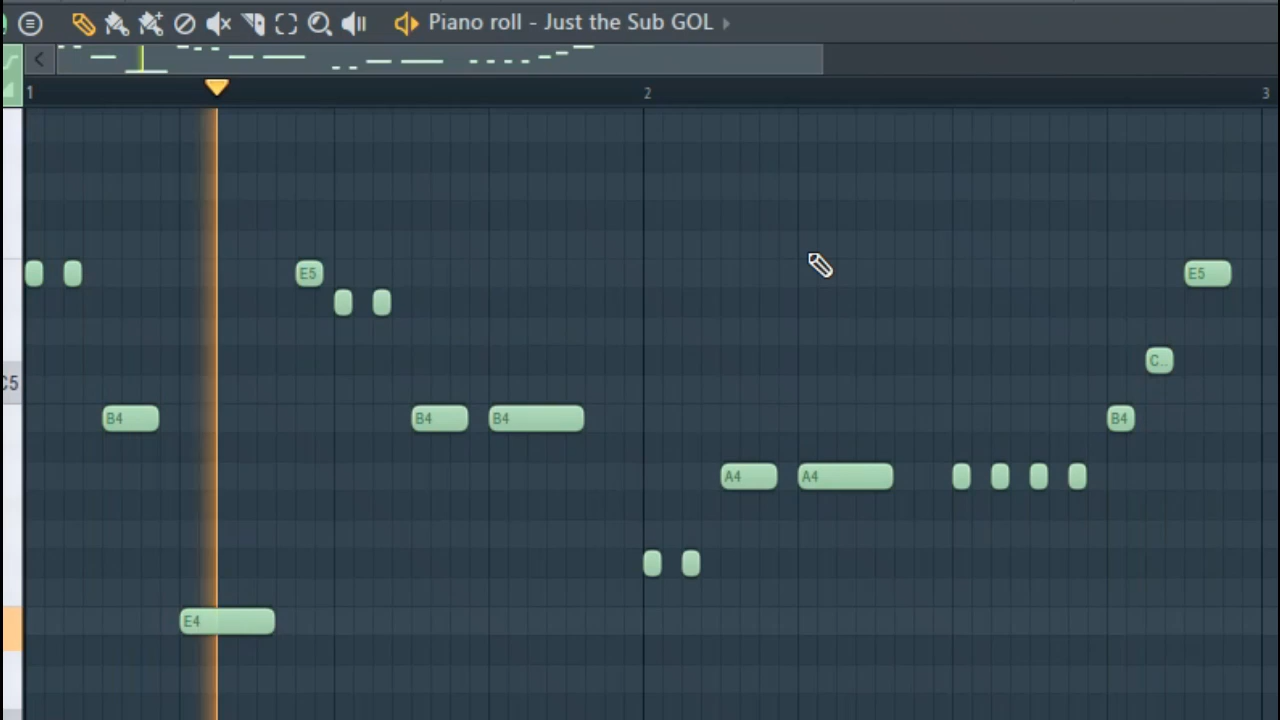 Piano roll - Just the Sub GOL
1 2 3
E5 E5
C5 C..
B4 B4 B4 B4
A4 A4
E4